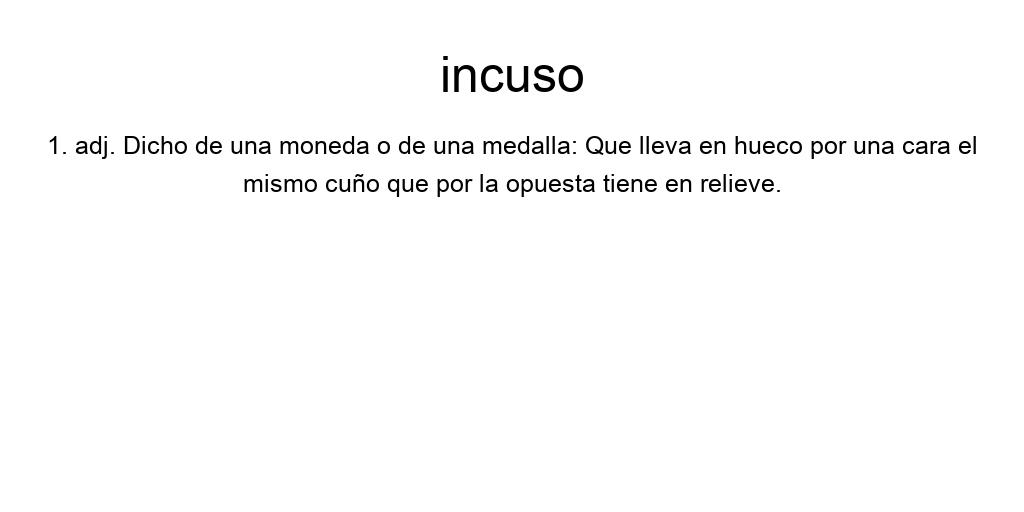 incuso
1. adj. Dicho de una moneda o de una medalla: Que lleva en hueco por una cara el
mismo cuño que por la opuesta tiene en relieve.